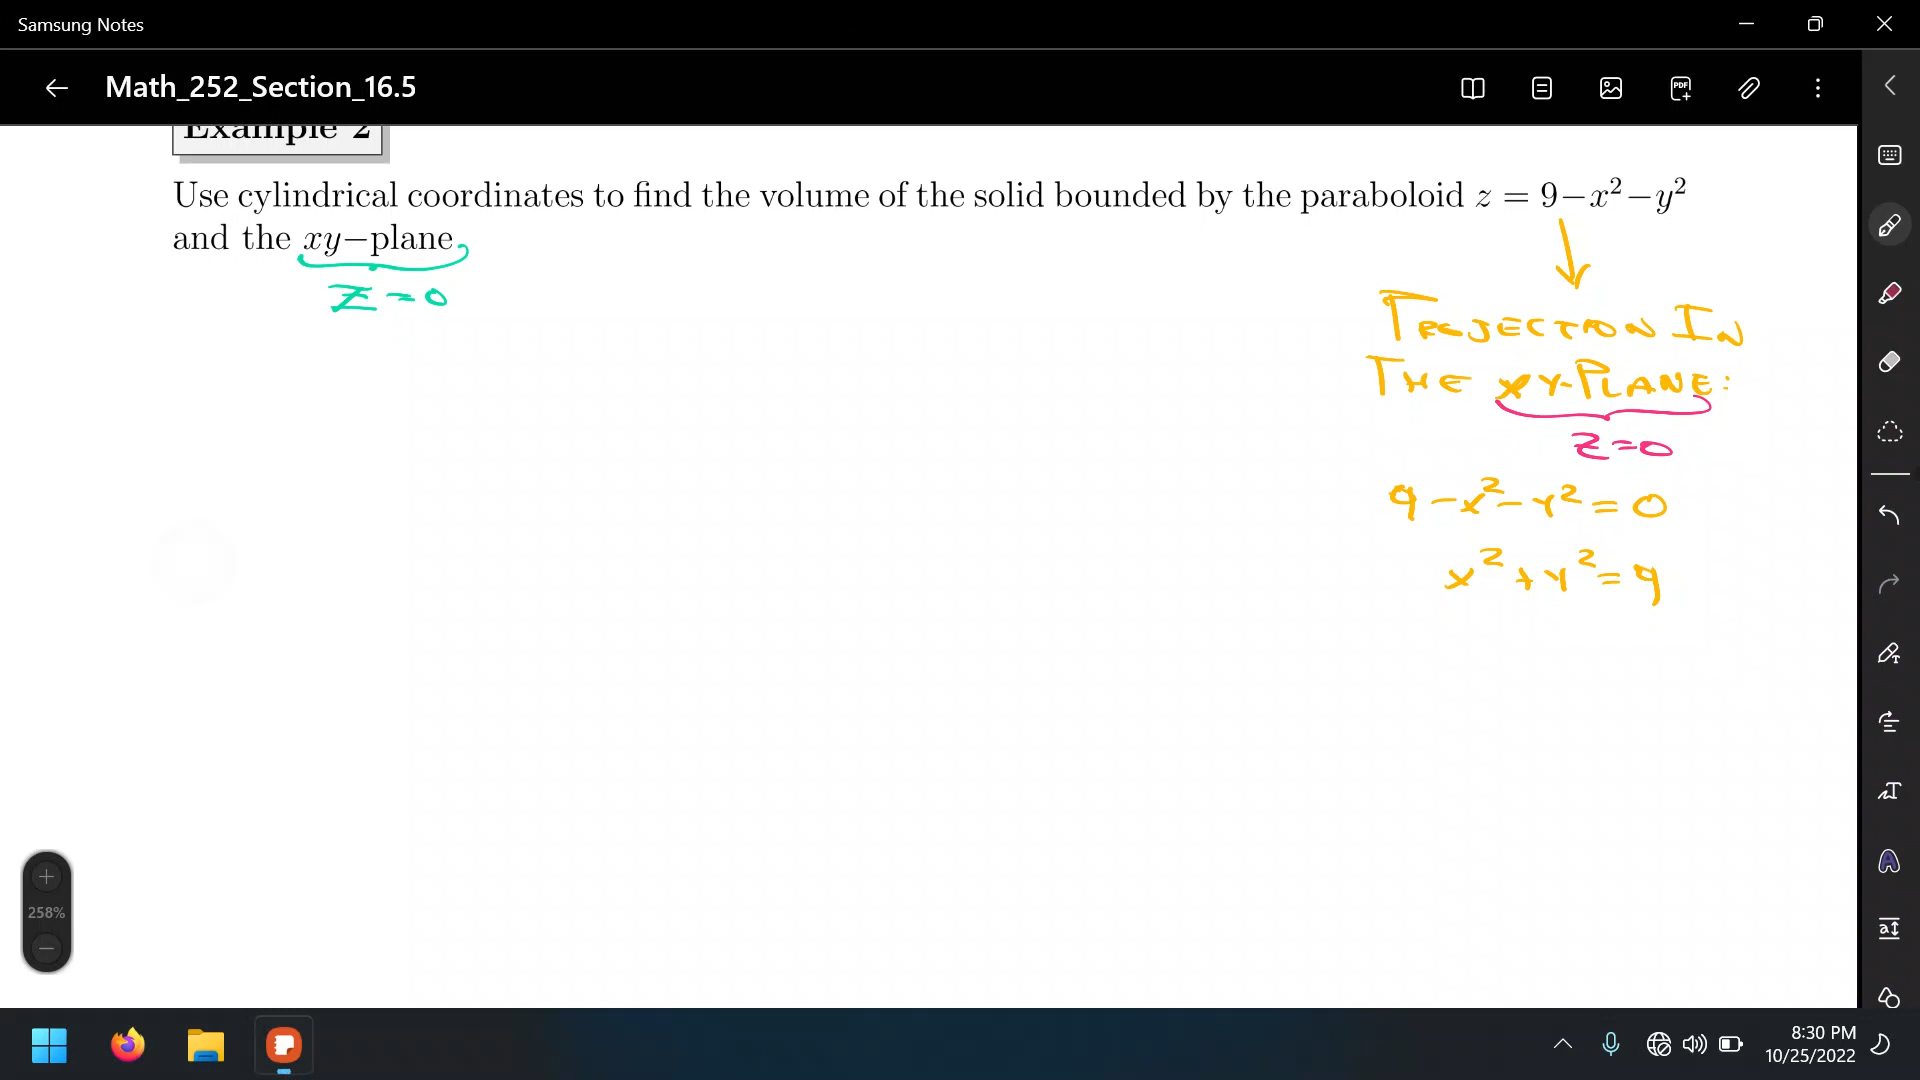 Samsung Notes
Math_252_Section_16.5
Example 2
Use cylindrical coordinates to find the volume of the solid bounded by the paraboloid z = 9−x²−y²
and the xy−plane.
z = 0
PROJECTION IN
THE XY-PLANE:
z = 0
9 − x² − y² = 0
x² + y² = 9
258%
8:30 PM
10/25/2022